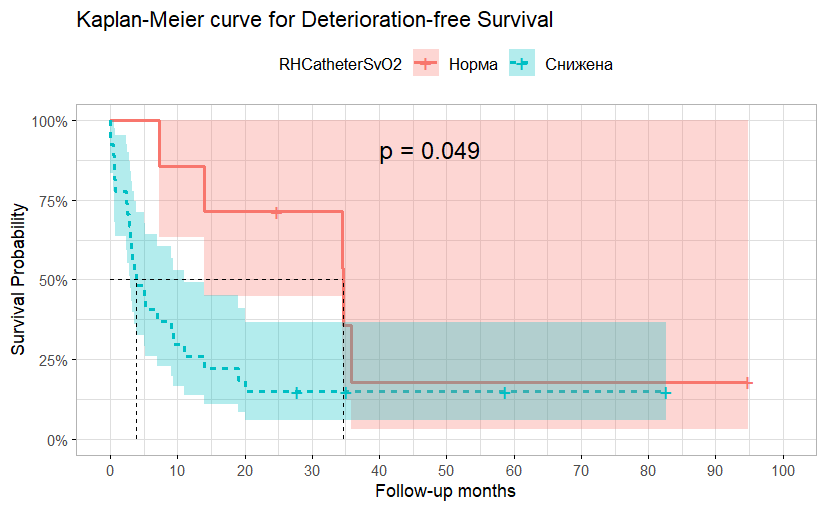 Kaplan-Meier curve for Deterioration-free Survival
RHCatheterSvO2 Норма Снижена
100%
75%
50%
25%
0%
Survival Probability
p = 0.049
0 10 20 30 40 50 60 70 80 90 100
Follow-up months